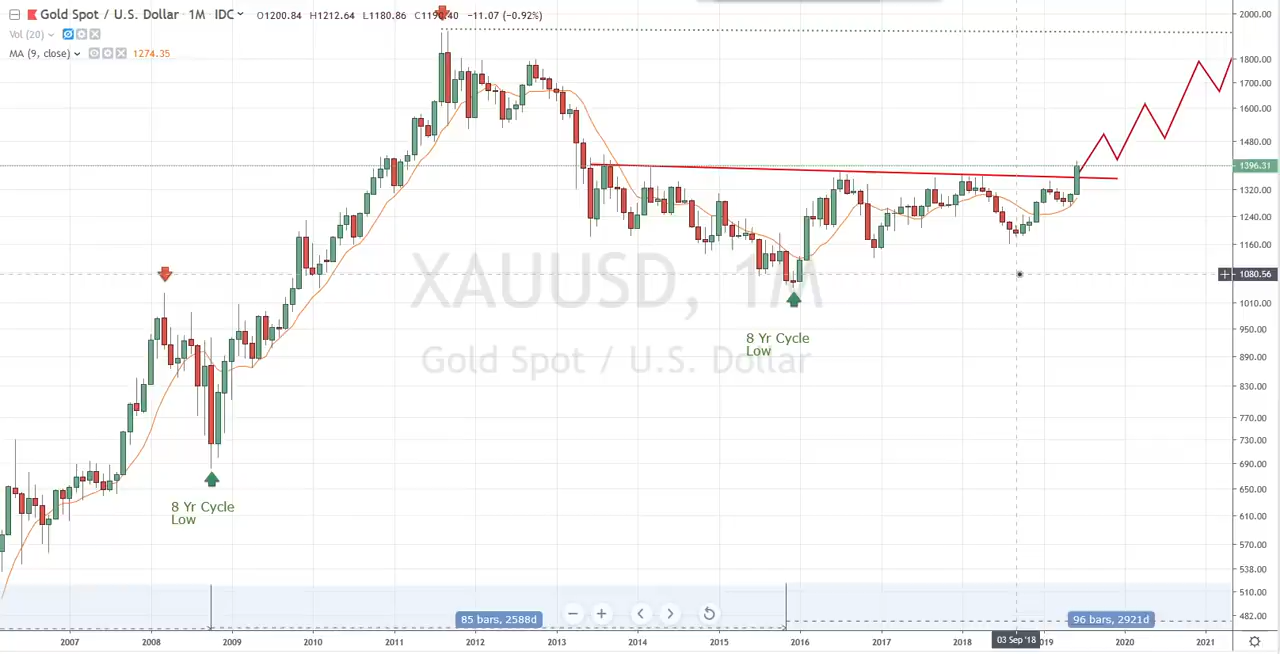 Gold Spot / U.S. Dollar 1M IDC O1200.84 H1212.64 L1180.86 C1190.40 −11.07 (−0.92%)
Vol (20)
MA (9, close) 1274.35
2000.00
1800.00
1700.00
1600.00
1480.00
1396.31
1320.00
1240.00
1160.00
1080.56
1010.00
950.00
890.00
830.00
770.00
730.00
690.00
650.00
610.00
570.00
538.00
510.00
482.00
XAUUSD, 1M
Gold Spot / U.S. Dollar
8 Yr Cycle
Low
8 Yr Cycle
Low
85 bars, 2588d
96 bars, 2921d
2007 2008 2009 2010 2011 2012 2013 2014 2015 2016 2017 2018 03 Sep '18 019 2020 2021